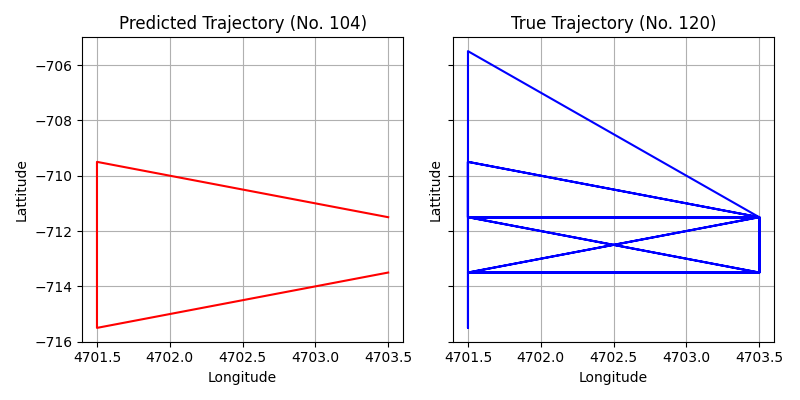 Predicted Trajectory (No. 104)
True Trajectory (No. 120)
Lattitude
−706
−708
−710
−712
−714
−716
4701.5 4702.0 4702.5 4703.0 4703.5
Longitude
Lattitude
4701.5 4702.0 4702.5 4703.0 4703.5
Longitude